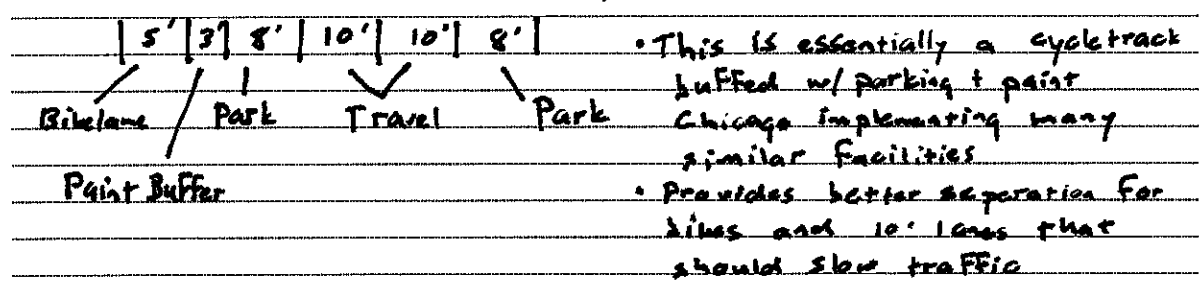 | 5' | 3' | 8' | 10' | 10' | 8' |
Bikelane Park Travel Park
Paint Buffer
• This is essentially a cycletrack
buffed w/ parking + paint
Chicago implementing many
similar facilities
• Provides better seperation for
bikes and 10' lanes that
should slow traffic